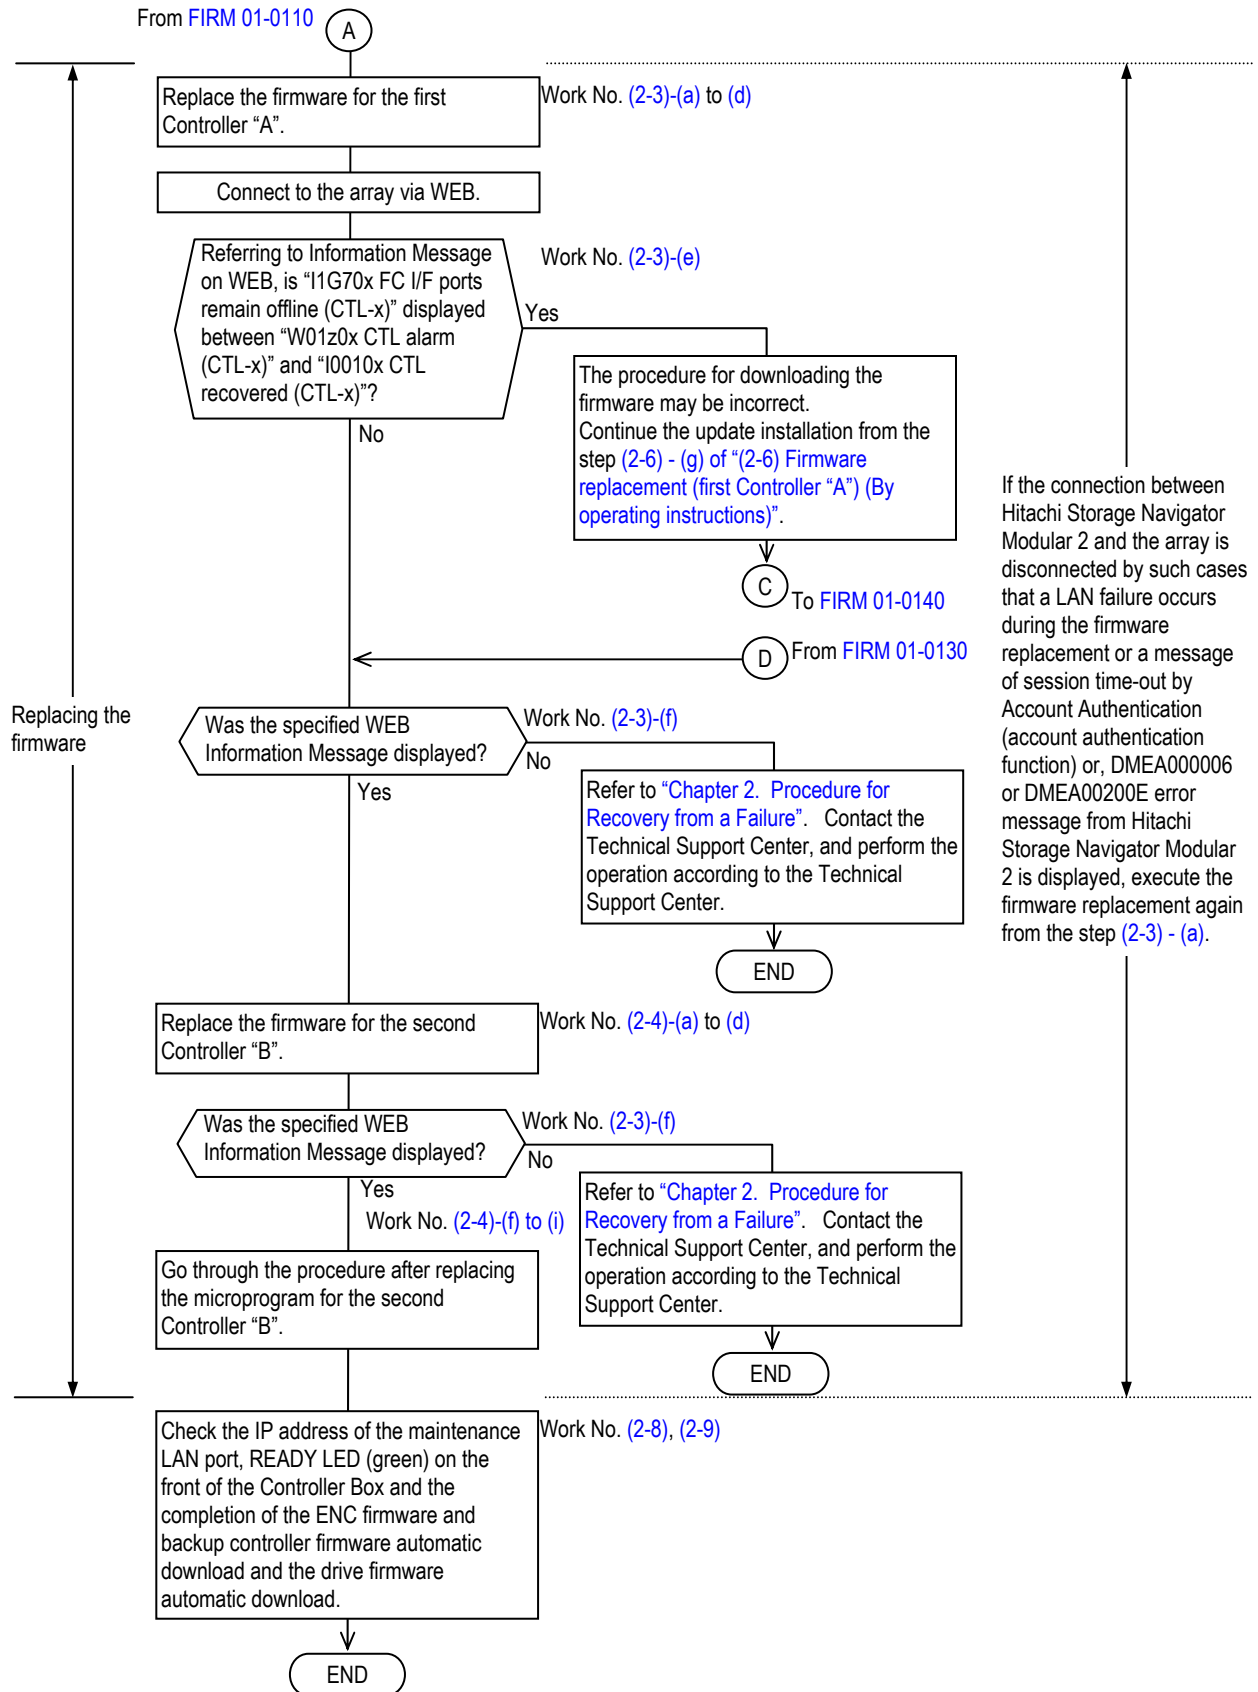 From FIRM 01-0110
A
Replace the firmware for the first
Controller “A”.
Work No. (2-3)-(a) to (d)
Connect to the array via WEB.
Referring to Information Message
on WEB, is “I1G70x FC I/F ports
remain offline (CTL-x)” displayed
between “W01z0x CTL alarm
(CTL-x)” and “I0010x CTL
recovered (CTL-x)”?
Work No. (2-3)-(e)
Yes
No
The procedure for downloading the
firmware may be incorrect.
Continue the update installation from the
step (2-6) - (g) of “(2-6) Firmware
replacement (first Controller “A”) (By
operating instructions)”.
C
To FIRM 01-0140
D
From FIRM 01-0130
Replacing the
firmware
Was the specified WEB
Information Message displayed?
Work No. (2-3)-(f)
No
Yes
Refer to “Chapter 2.  Procedure for
Recovery from a Failure”.   Contact the
Technical Support Center, and perform the
operation according to the Technical
Support Center.
END
If the connection between
Hitachi Storage Navigator
Modular 2 and the array is
disconnected by such cases
that a LAN failure occurs
during the firmware
replacement or a message
of session time-out by
Account Authentication
(account authentication
function) or, DMEA000006
or DMEA00200E error
message from Hitachi
Storage Navigator Modular
2 is displayed, execute the
firmware replacement again
from the step (2-3) - (a).
Replace the firmware for the second
Controller “B”.
Work No. (2-4)-(a) to (d)
Was the specified WEB
Information Message displayed?
Work No. (2-3)-(f)
No
Yes
Work No. (2-4)-(f) to (i)
Refer to “Chapter 2.  Procedure for
Recovery from a Failure”.   Contact the
Technical Support Center, and perform the
operation according to the Technical
Support Center.
END
Go through the procedure after replacing
the microprogram for the second
Controller “B”.
Check the IP address of the maintenance
LAN port, READY LED (green) on the
front of the Controller Box and the
completion of the ENC firmware and
backup controller firmware automatic
download and the drive firmware
automatic download.
Work No. (2-8), (2-9)
END